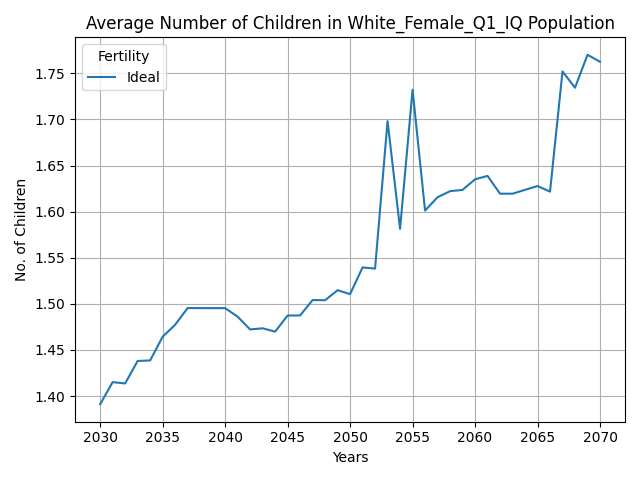 Average Number of Children in White_Female_Q1_IQ Population
Fertility
Ideal
No. of Children
1.75
1.70
1.65
1.60
1.55
1.50
1.45
1.40
2030 2035 2040 2045 2050 2055 2060 2065 2070
Years